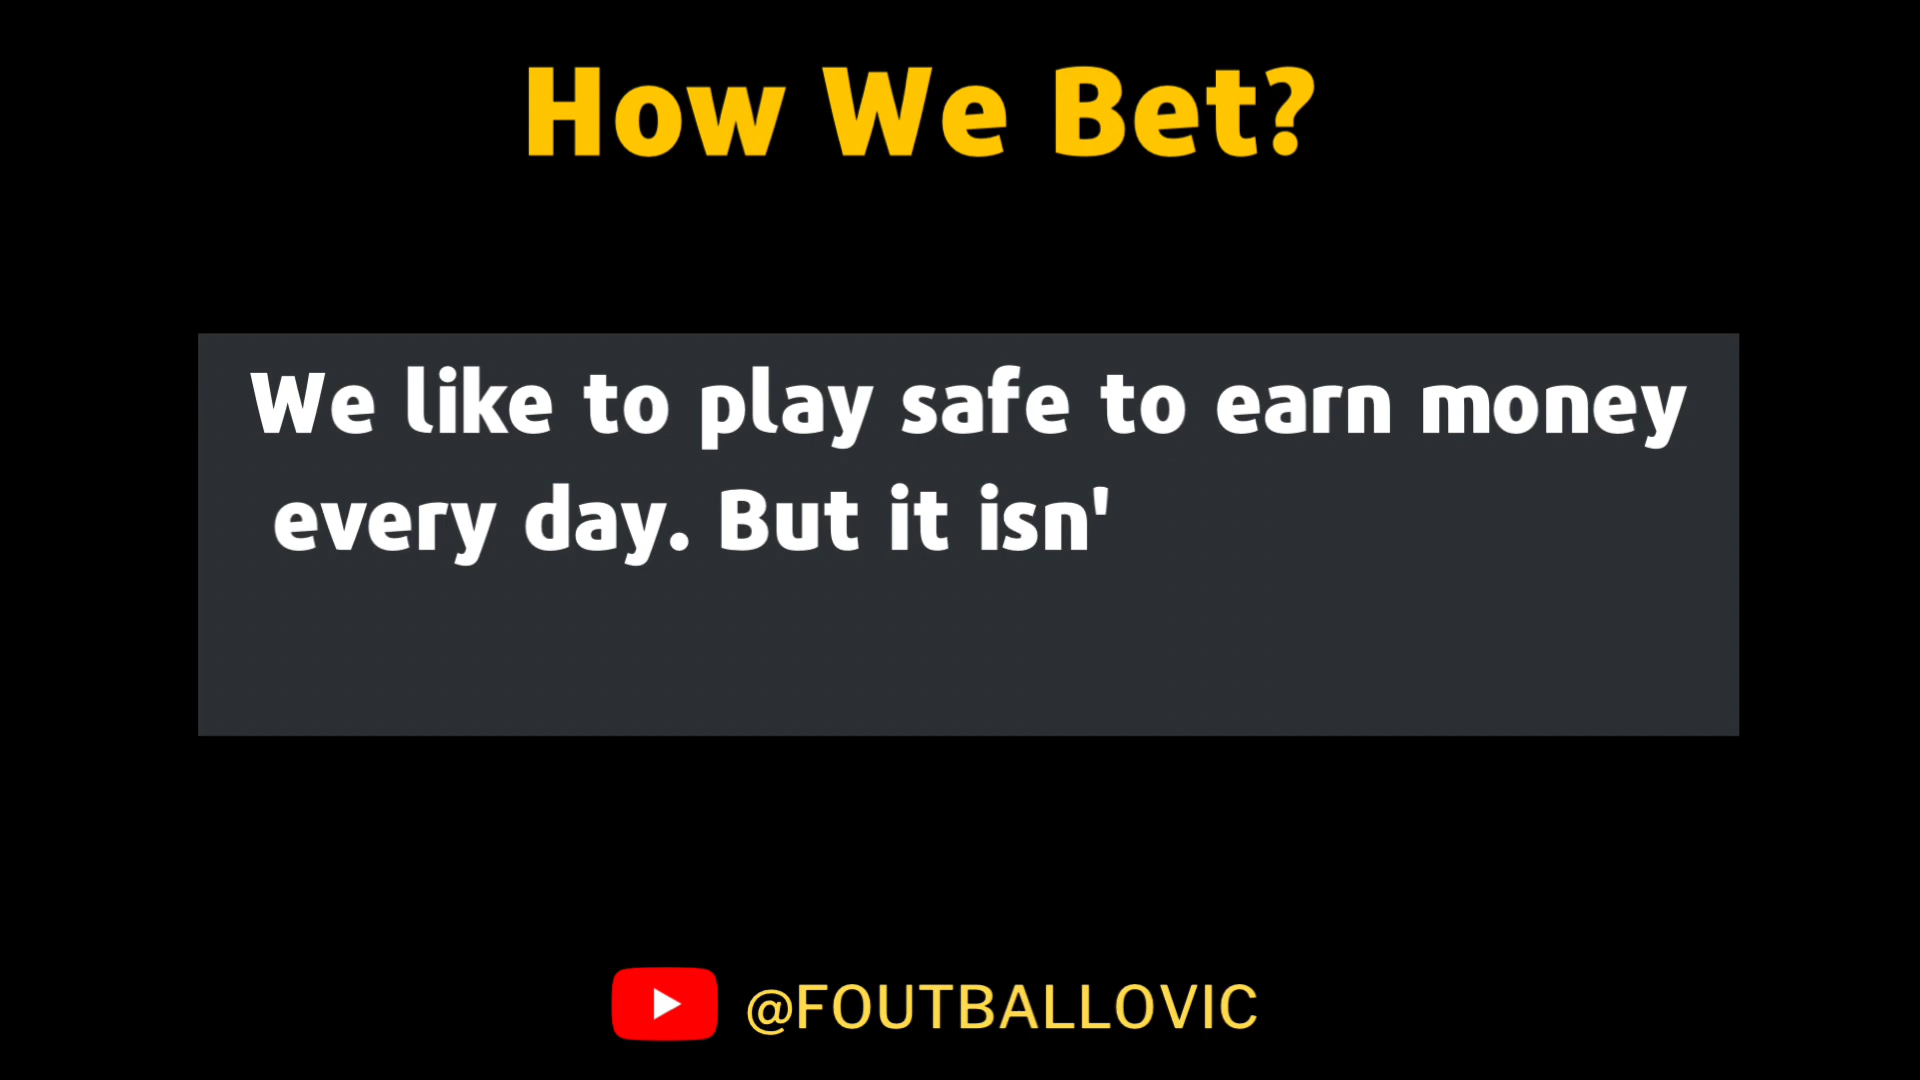 How We Bet?
We like to play safe to earn money
every day. But it isn'
@FOUTBALLOVIC